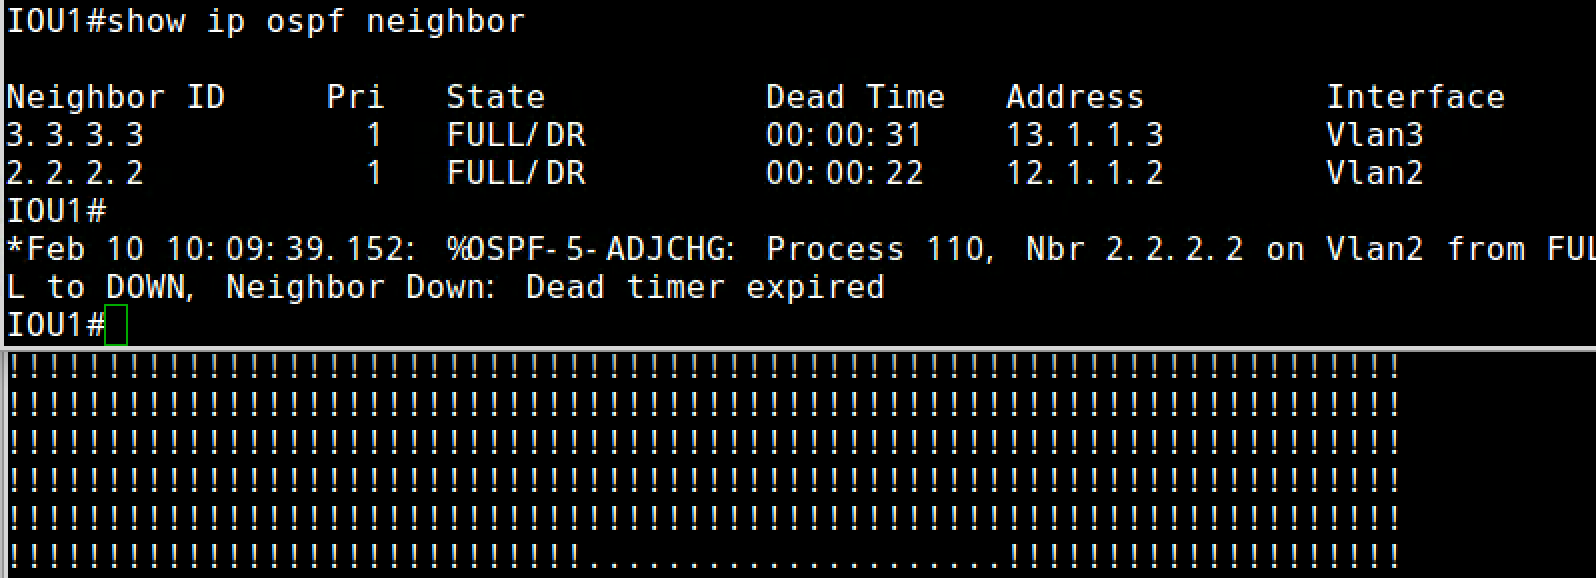 IOU1#show ip ospf neighbor
Neighbor ID     Pri   State           Dead Time   Address         Interface
3.3.3.3           1   FULL/DR         00:00:31    13.1.1.3        Vlan3
2.2.2.2           1   FULL/DR         00:00:22    12.1.1.2        Vlan2
IOU1#
*Feb 10 10:09:39.152: %OSPF-5-ADJCHG: Process 110, Nbr 2.2.2.2 on Vlan2 from FUL
L to DOWN, Neighbor Down: Dead timer expired
IOU1#
!!!!!!!!!!!!!!!!!!!!!!!!!!!!!!!!!!!!!!!!!!!!!!!!!!!!!!!!!!!!!!!!!!!!!!
!!!!!!!!!!!!!!!!!!!!!!!!!!!!!!!!!!!!!!!!!!!!!!!!!!!!!!!!!!!!!!!!!!!!!!
!!!!!!!!!!!!!!!!!!!!!!!!!!!!!!!!!!!!!!!!!!!!!!!!!!!!!!!!!!!!!!!!!!!!!!
!!!!!!!!!!!!!!!!!!!!!!!!!!!!!!!!!!!!!!!!!!!!!!!!!!!!!!!!!!!!!!!!!!!!!!
!!!!!!!!!!!!!!!!!!!!!!!!!!!!!!!!!!!!!!!!!!!!!!!!!!!!!!!!!!!!!!!!!!!!!!
!!!!!!!!!!!!!!!!!!!!!!!!!!!!!.....................!!!!!!!!!!!!!!!!!!!!